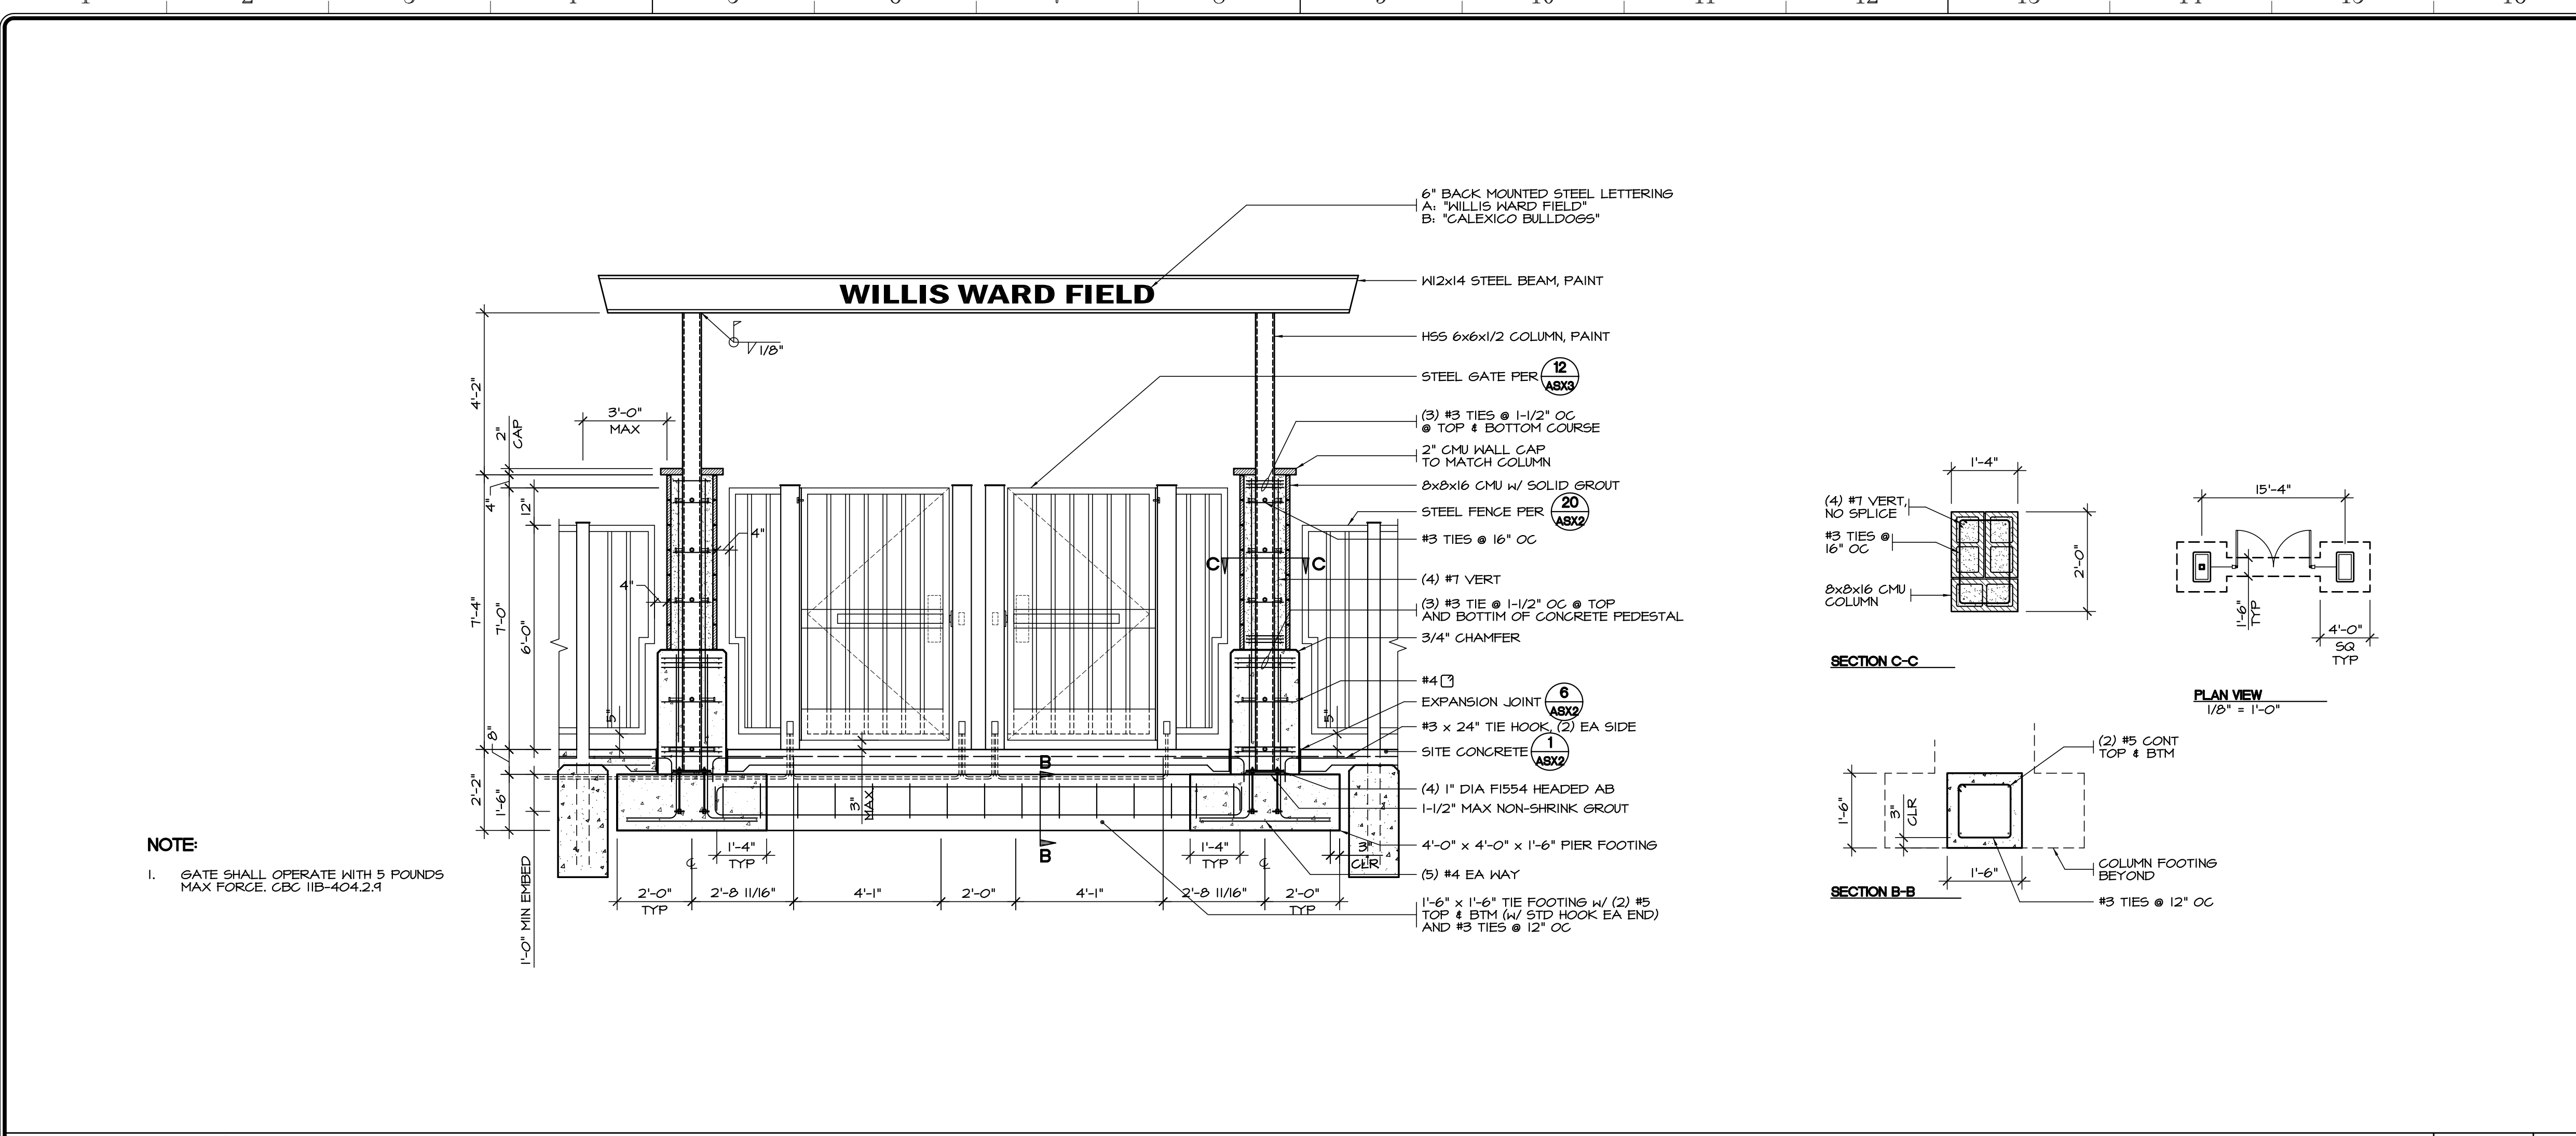 6" BACK MOUNTED STEEL LETTERING
A: "WILLIS WARD FIELD"
B: "CALEXICO BULLDOGS"
W12x14 STEEL BEAM, PAINT
WILLIS WARD FIELD
HSS 6x6x1/2 COLUMN, PAINT
1/8"
STEEL GATE PER 12 ASX3
(3) #3 TIES @ 1-1/2" OC
@ TOP & BOTTOM COURSE
2" CMU WALL CAP
TO MATCH COLUMN
8x8x16 CMU W/ SOLID GROUT
STEEL FENCE PER 20 ASX2
#3 TIES @ 16" OC
(4) #7 VERT
(3) #3 TIE @ 1-1/2" OC @ TOP
AND BOTTIM OF CONCRETE PEDESTAL
3/4" CHAMFER
#4
EXPANSION JOINT 6 ASX2
#3 x 24" TIE HOOK, (2) EA SIDE
SITE CONCRETE 1 ASX2
(4) 1" DIA F1554 HEADED AB
1-1/2" MAX NON-SHRINK GROUT
4'-0" x 4'-0" x 1'-6" PIER FOOTING
(5) #4 EA WAY
1'-6" x 1'-6" TIE FOOTING W/ (2) #5
TOP & BTM (W/ STD HOOK EA END)
AND #3 TIES @ 12" OC
4'-2"
2"
CAP
3'-0"
MAX
4"
12"
7'-4"
7'-0"
6'-0"
8"
2'-2"
1'-6"
1'-0" MIN EMBED
4"
4"
5"
5"
C
C
B
B
3"
MAX
1'-4"
TYP
1'-4"
TYP
3"
CLR
2'-0"
TYP
2'-8 11/16"
4'-1"
2'-0"
4'-1"
2'-8 11/16"
2'-0"
TYP
NOTE:
1. GATE SHALL OPERATE WITH 5 POUNDS
MAX FORCE. CBC 11B-404.2.9
1'-4"
(4) #7 VERT,
NO SPLICE
#3 TIES @
16" OC
2'-0"
8x8x16 CMU
COLUMN
SECTION C-C
15'-4"
1'-6"
TYP
4'-0"
SQ
TYP
PLAN VIEW
1/8" = 1'-0"
(2) #5 CONT
TOP & BTM
1'-6"
3"
CLR
COLUMN FOOTING
BEYOND
1'-6"
SECTION B-B
#3 TIES @ 12" OC